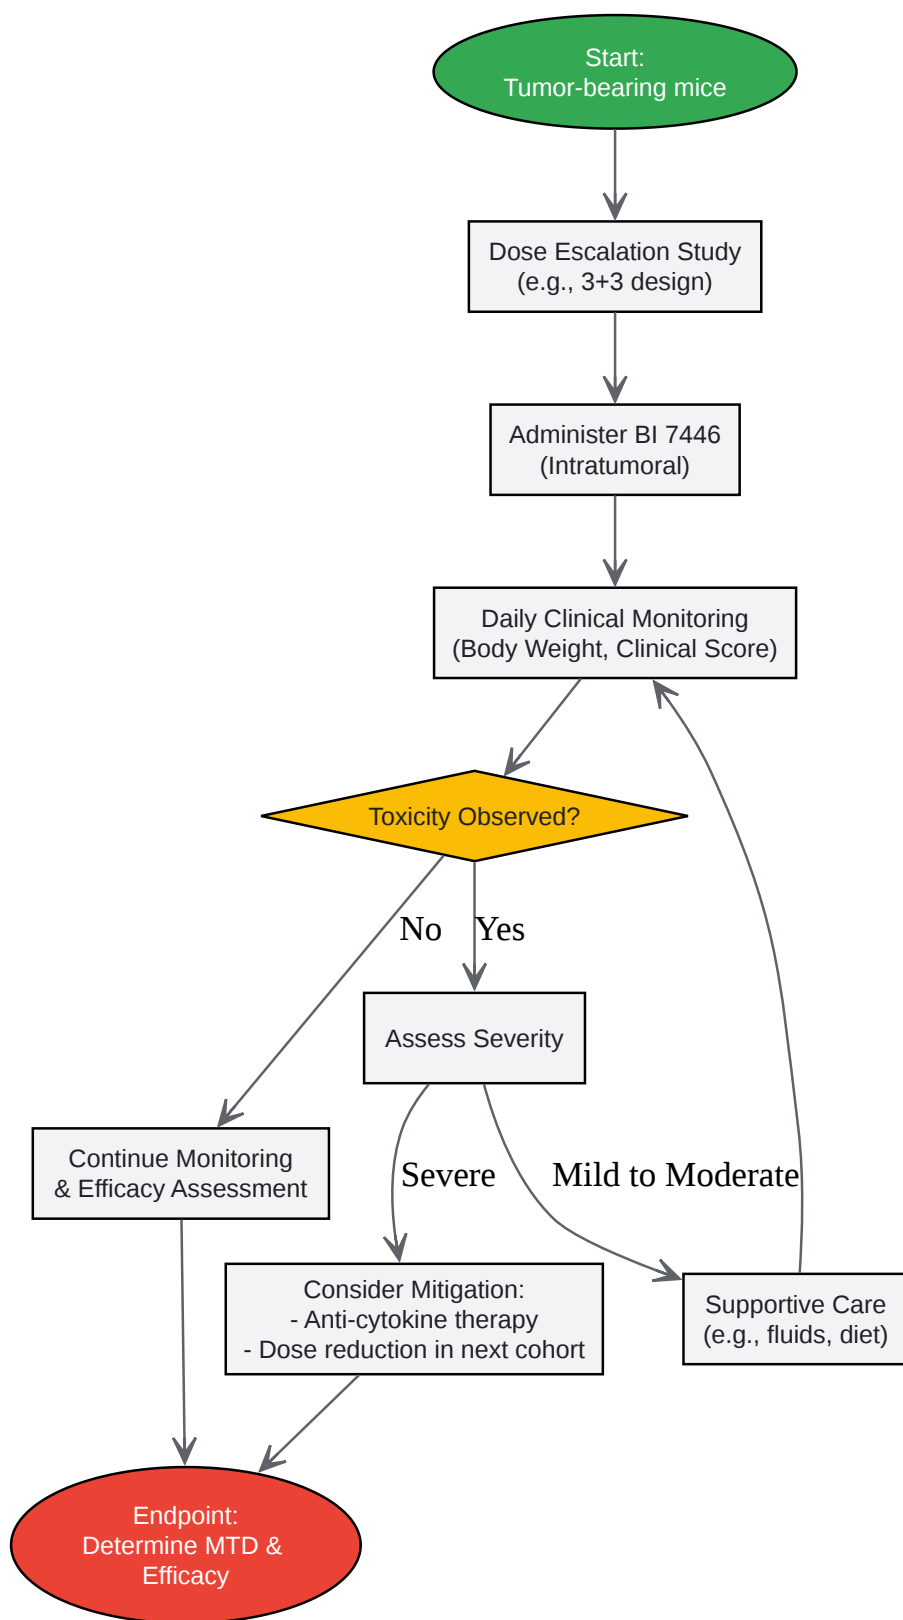 Start:
Tumor-bearing mice
Dose Escalation Study
(e.g., 3+3 design)
Administer BI 7446
(Intratumoral)
Daily Clinical Monitoring
(Body Weight, Clinical Score)
Toxicity Observed?
No
Yes
Assess Severity
Continue Monitoring
& Efficacy Assessment
Severe
Mild to Moderate
Consider Mitigation:
- Anti-cytokine therapy
- Dose reduction in next cohort
Supportive Care
(e.g., fluids, diet)
Endpoint:
Determine MTD &
Efficacy